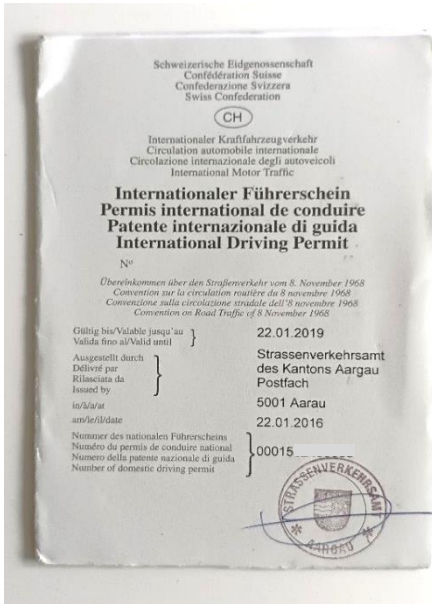 Schweizerische Eidgenossenschaft
Confédération Suisse
Confederazione Svizzera
Swiss Confederation
CH
Internationaler Kraftfahrzeugverkehr
Circulation automobile internationale
Circolazione internazionale degli autoveicoli
International Motor Traffic
Internationaler Führerschein
Permis international de conduire
Patente internazionale di guida
International Driving Permit
No
Übereinkommen über den Straßenverkehr vom 8. November 1968
Convention sur la circulation routière du 8 novembre 1968
Convenzione sulla circolazione stradale dell'8 novembre 1968
Convention on Road Traffic of 8 November 1968
Gültig bis/Valable jusqu'au
Valida fino al/Valid until
22.01.2019
Ausgestellt durch
Délivré par
Rilasciata da
Issued by
Strassenverkehrsamt
des Kantons Aargau
Postfach
in/à/a/at
5001 Aarau
am/le/il/date
22.01.2016
Nummer des nationalen Führerscheins
Numéro du permis de conduire national
Numero della patente nazionale di guida
Number of domestic driving permit
00015
STRASSENVERKEHRSAMT
AARGAU